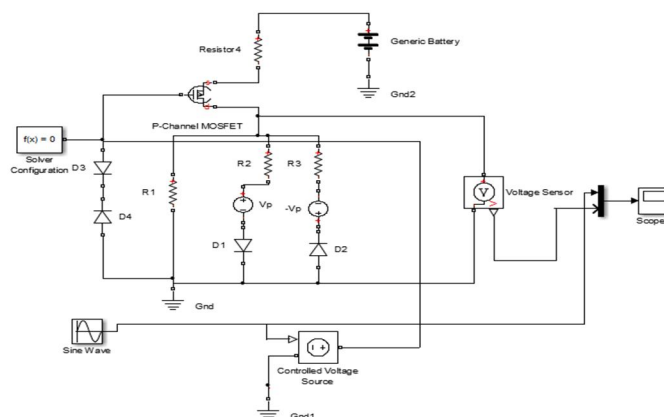 Resistor4
Generic Battery
Gnd2
P-Channel MOSFET
f(x) = 0
Solver
Configuration
D3
D4
R1
R2
R3
Vp
-Vp
D1
D2
V
Voltage Sensor
Scope
Gnd
Sine Wave
Controlled Voltage
Source
Gnd1